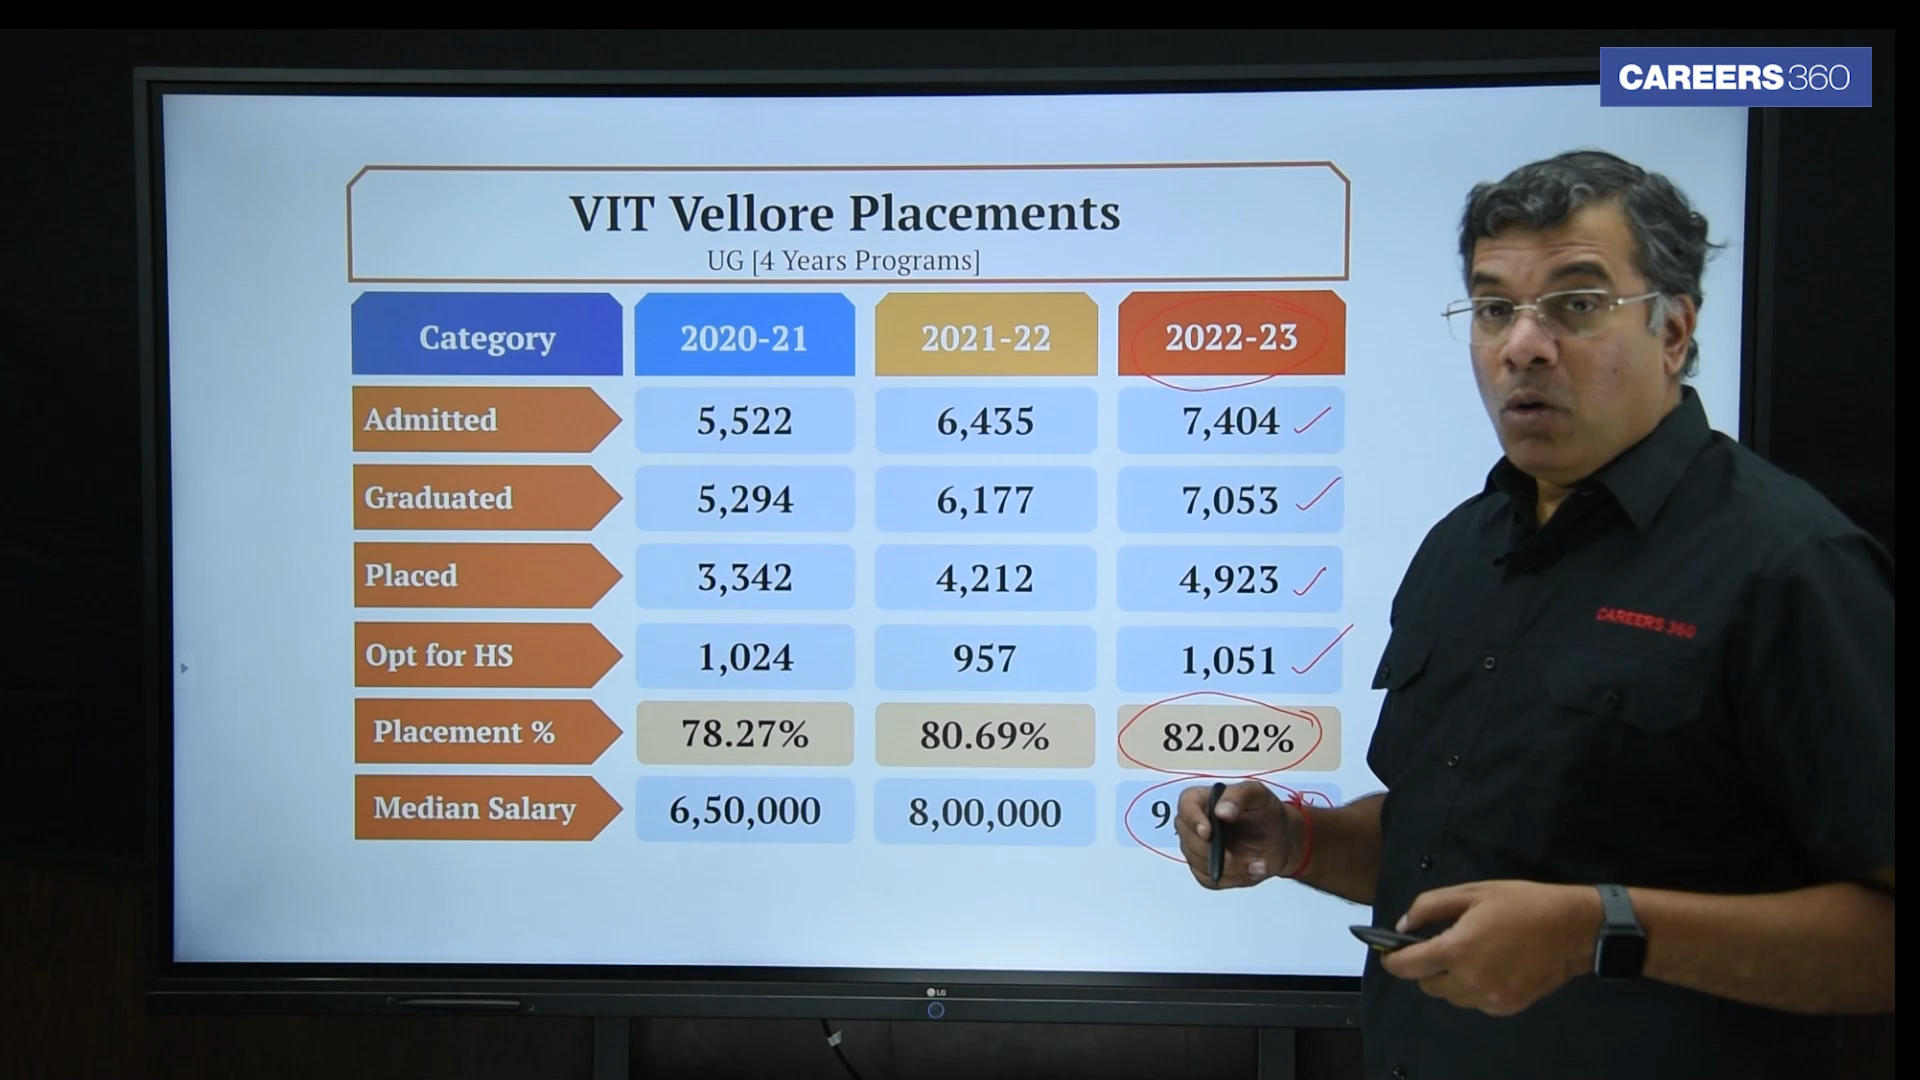 CAREERS360
VIT Vellore Placements
UG [4 Years Programs]
Category 2020-21 2021-22 2022-23
Admitted 5,522 6,435 7,404
Graduated 5,294 6,177 7,053
Placed 3,342 4,212 4,923
Opt for HS 1,024 957 1,051
Placement % 78.27% 80.69% 82.02%
Median Salary 6,50,000 8,00,000
CAREERS 360
LG